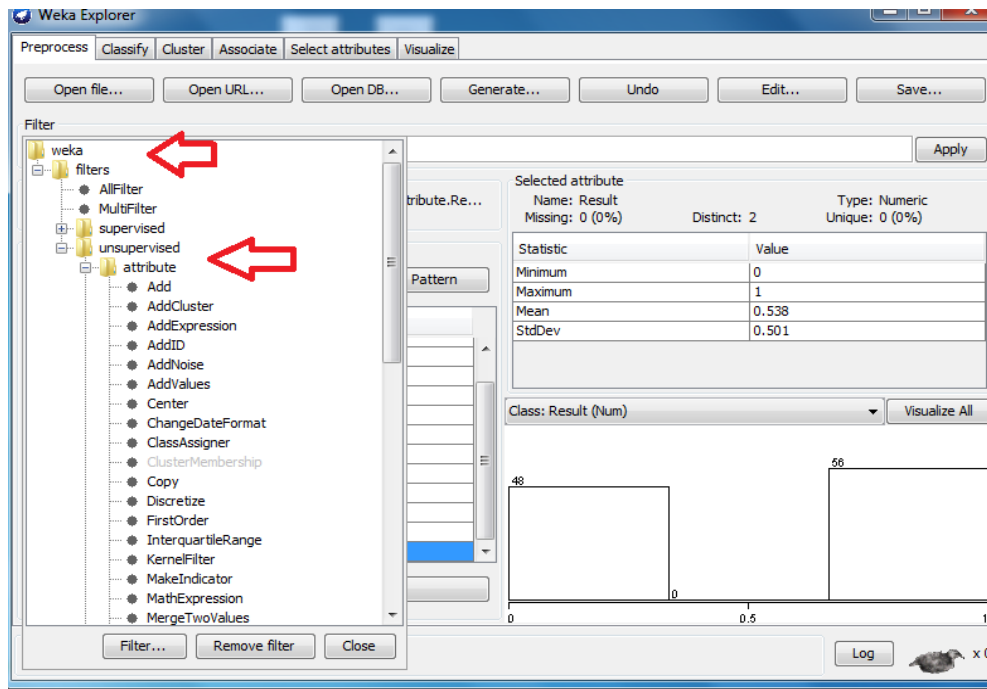 Weka Explorer
Preprocess Classify Cluster Associate Select attributes Visualize
Open file... Open URL... Open DB... Generate... Undo Edit... Save...
Filter
weka
filters
AllFilter
MultiFilter
supervised
unsupervised
attribute
Add
AddCluster
AddExpression
AddID
AddNoise
AddValues
Center
ChangeDateFormat
ClassAssigner
ClusterMembership
Copy
Discretize
FirstOrder
InterquartileRange
KernelFilter
MakeIndicator
MathExpression
MergeTwoValues
Filter... Remove filter Close
Apply
tribute.Re...
Pattern
Selected attribute
Name: Result Type: Numeric
Missing: 0 (0%) Distinct: 2 Unique: 0 (0%)
Statistic Value
Minimum 0
Maximum 1
Mean 0.538
StdDev 0.501
Class: Result (Num) Visualize All
56
48
0
0 0.5 1
Log x 0